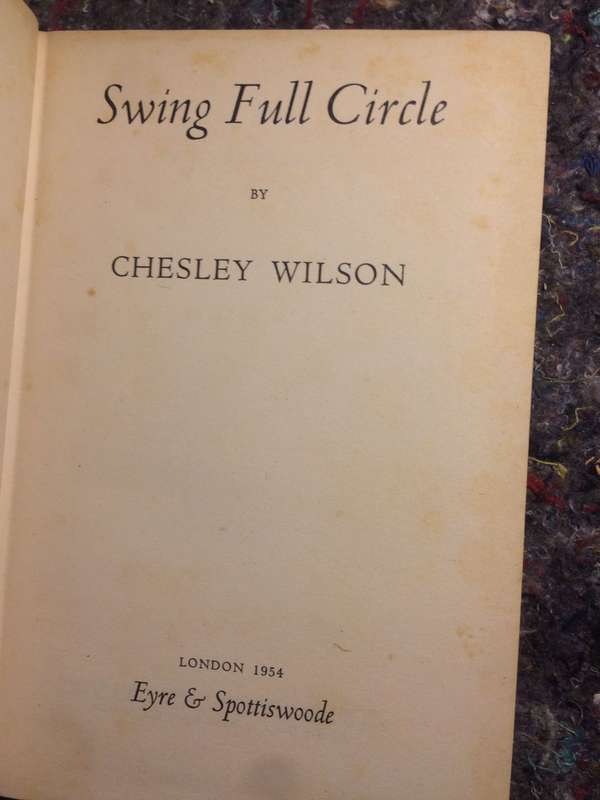 Swing Full Circle
BY
CHESLEY WILSON
LONDON 1954
Eyre & Spottiswoode